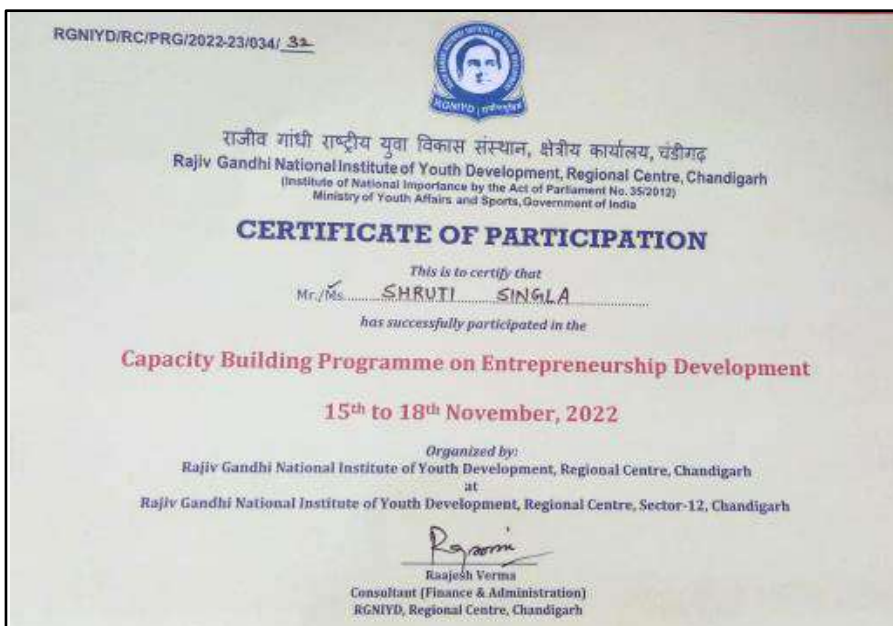 RGNIYD/RC/PRG/2022-23/034/ 32
RGNIYD
राजीव गांधी राष्ट्रीय युवा विकास संस्थान, क्षेत्रीय कार्यालय, चंडीगढ़
Rajiv Gandhi National Institute of Youth Development, Regional Centre, Chandigarh
(Institute of National Importance by the Act of Parliament No. 35/2012)
Ministry of Youth Affairs and Sports, Government of India
CERTIFICATE OF PARTICIPATION
This is to certify that
Mr./Ms. SHRUTI SINGLA
has successfully participated in the
Capacity Building Programme on Entrepreneurship Development
15th to 18th November, 2022
Organized by:
Rajiv Gandhi National Institute of Youth Development, Regional Centre, Chandigarh
at
Rajiv Gandhi National Institute of Youth Development, Regional Centre, Sector-12, Chandigarh
Raajesh Verma
Consultant (Finance & Administration)
RGNIYD, Regional Centre, Chandigarh